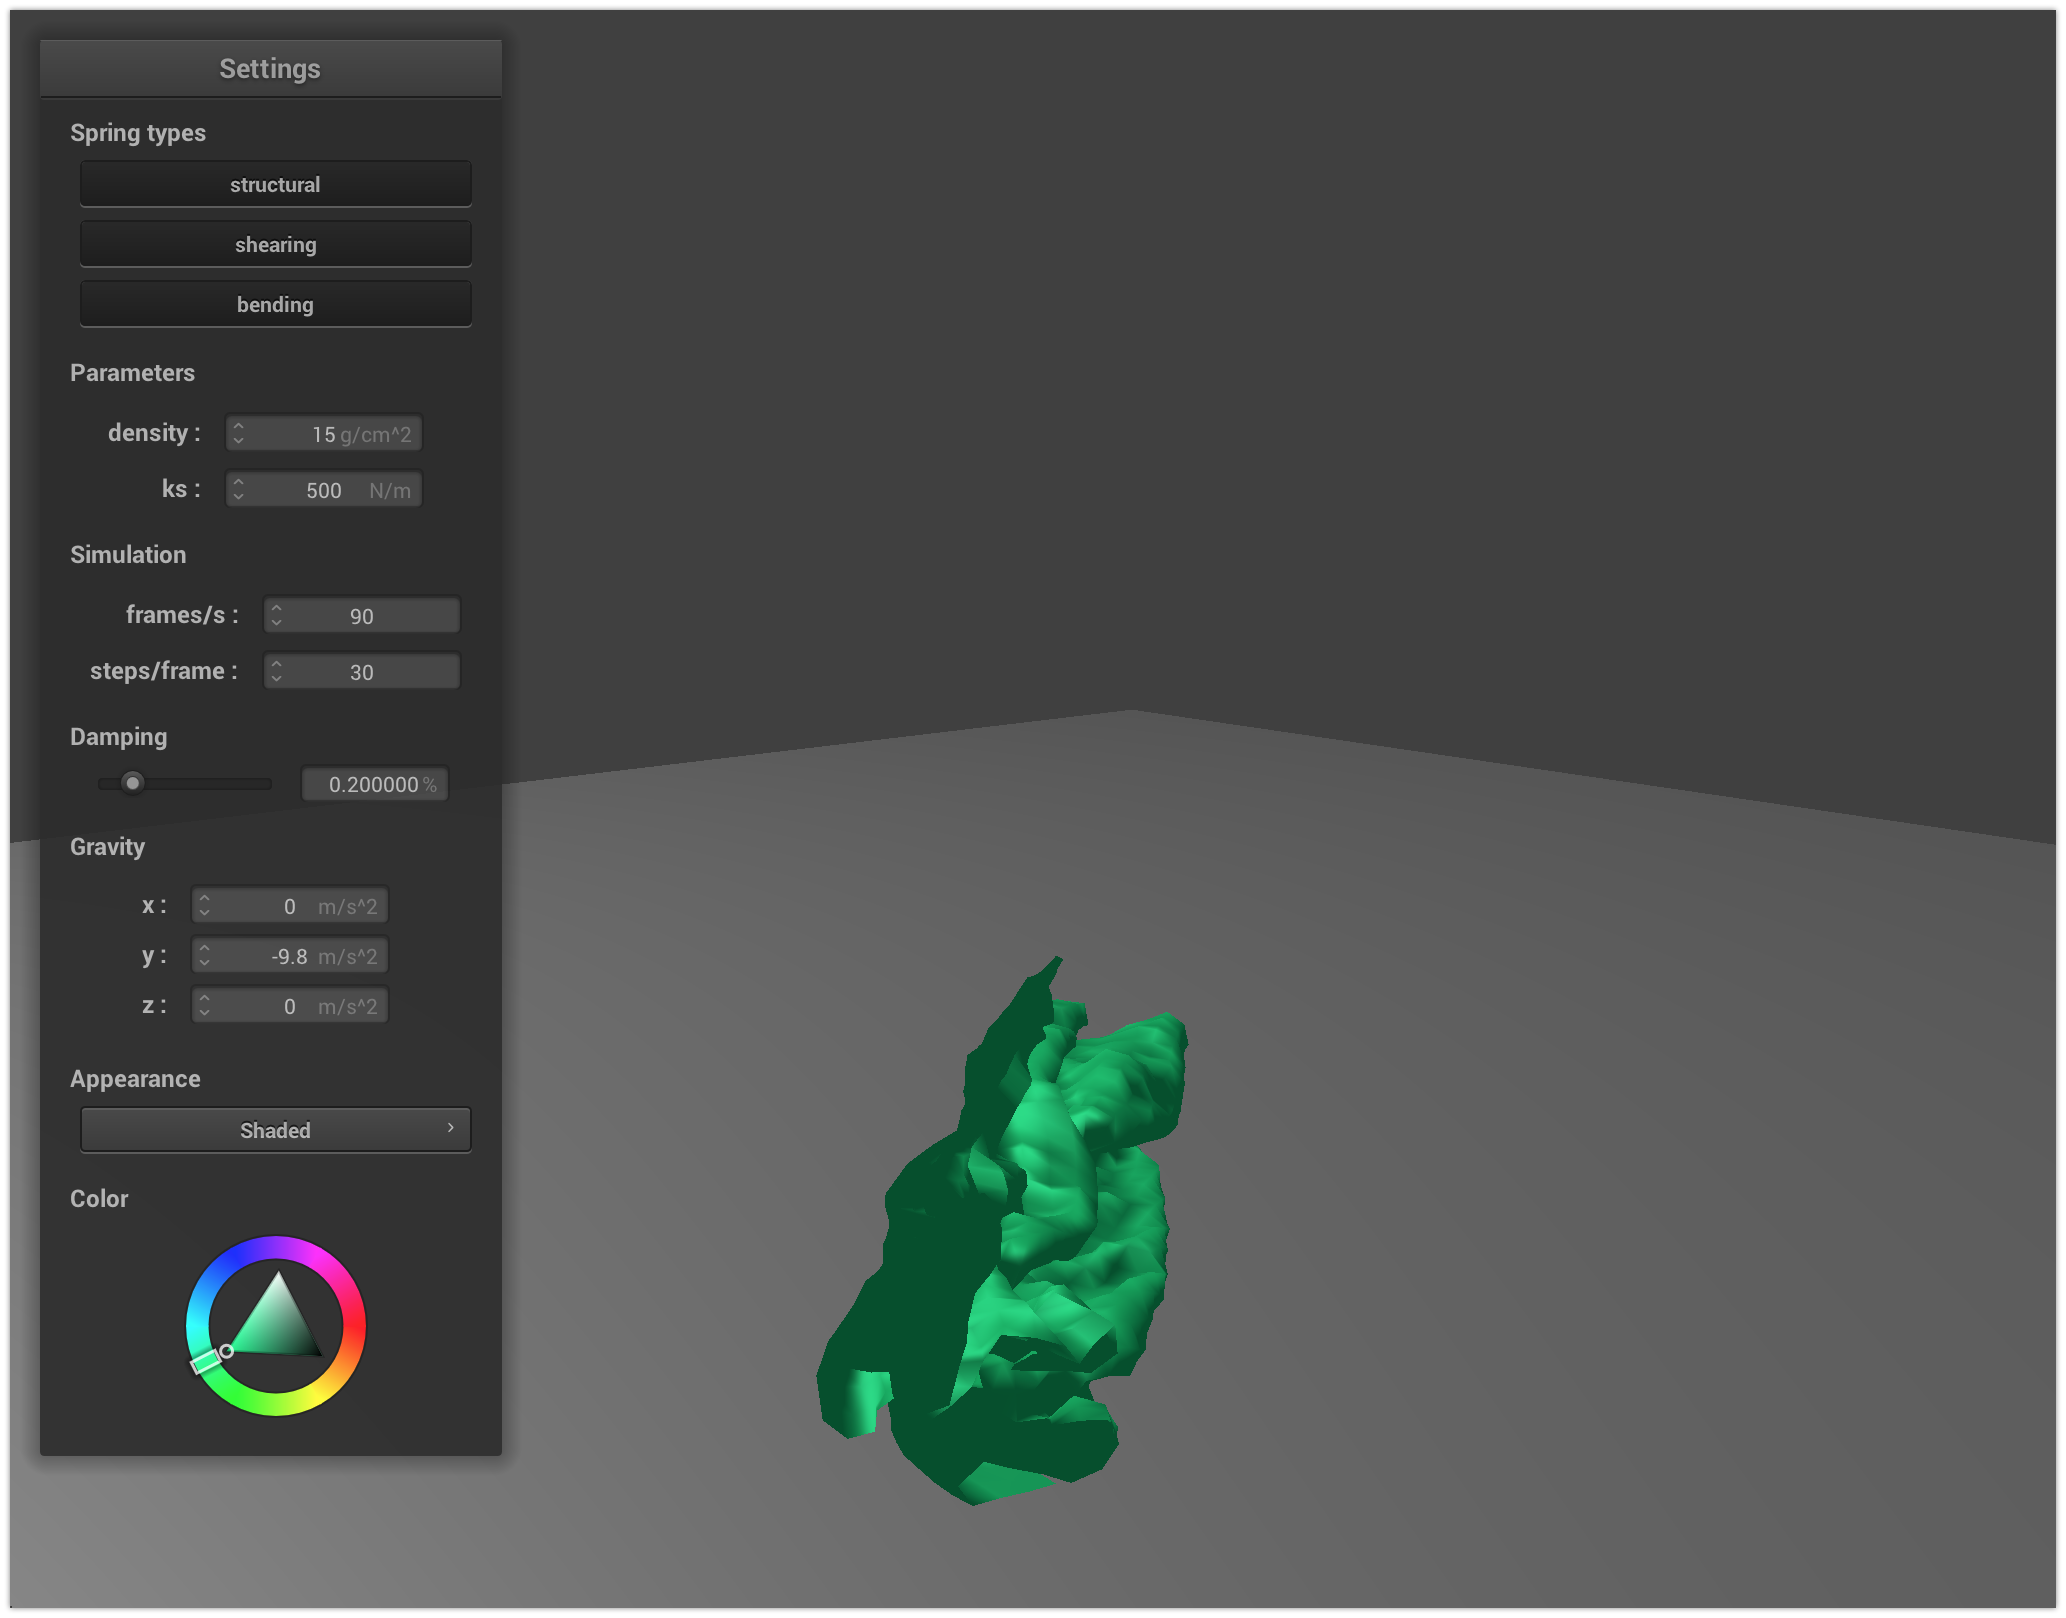 Settings
Spring types
structural
shearing
bending
Parameters
density : 15 g/cm^2
ks : 500 N/m
Simulation
frames/s : 90
steps/frame : 30
Damping
0.200000 %
Gravity
x : 0 m/s^2
y : -9.8 m/s^2
z : 0 m/s^2
Appearance
Shaded
Color